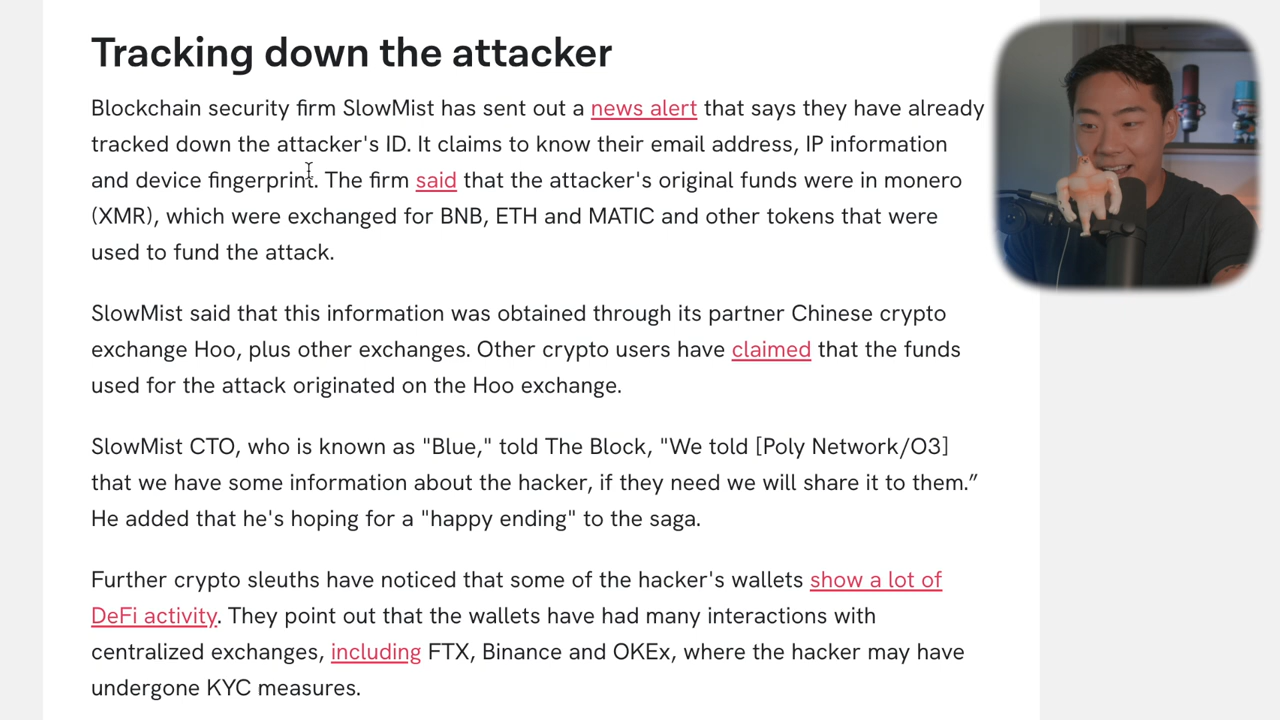 Tracking down the attacker
Blockchain security firm SlowMist has sent out a news alert that says they have already
tracked down the attacker's ID. It claims to know their email address, IP information
and device fingerprint. The firm said that the attacker's original funds were in monero
(XMR), which were exchanged for BNB, ETH and MATIC and other tokens that were
used to fund the attack.
SlowMist said that this information was obtained through its partner Chinese crypto
exchange Hoo, plus other exchanges. Other crypto users have claimed that the funds
used for the attack originated on the Hoo exchange.
SlowMist CTO, who is known as "Blue," told The Block, "We told [Poly Network/O3]
that we have some information about the hacker, if they need we will share it to them.”
He added that he's hoping for a "happy ending" to the saga.
Further crypto sleuths have noticed that some of the hacker's wallets show a lot of
DeFi activity. They point out that the wallets have had many interactions with
centralized exchanges, including FTX, Binance and OKEx, where the hacker may have
undergone KYC measures.